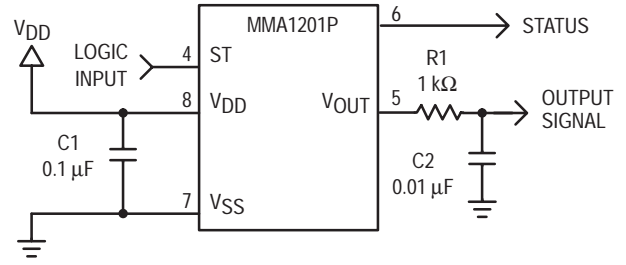 VDD
LOGIC
INPUT
4
ST
MMA1201P
6
STATUS
R1
1 kΩ
8
VDD
VOUT
5
OUTPUT
SIGNAL
C1
0.1 µF
C2
0.01 µF
7
VSS